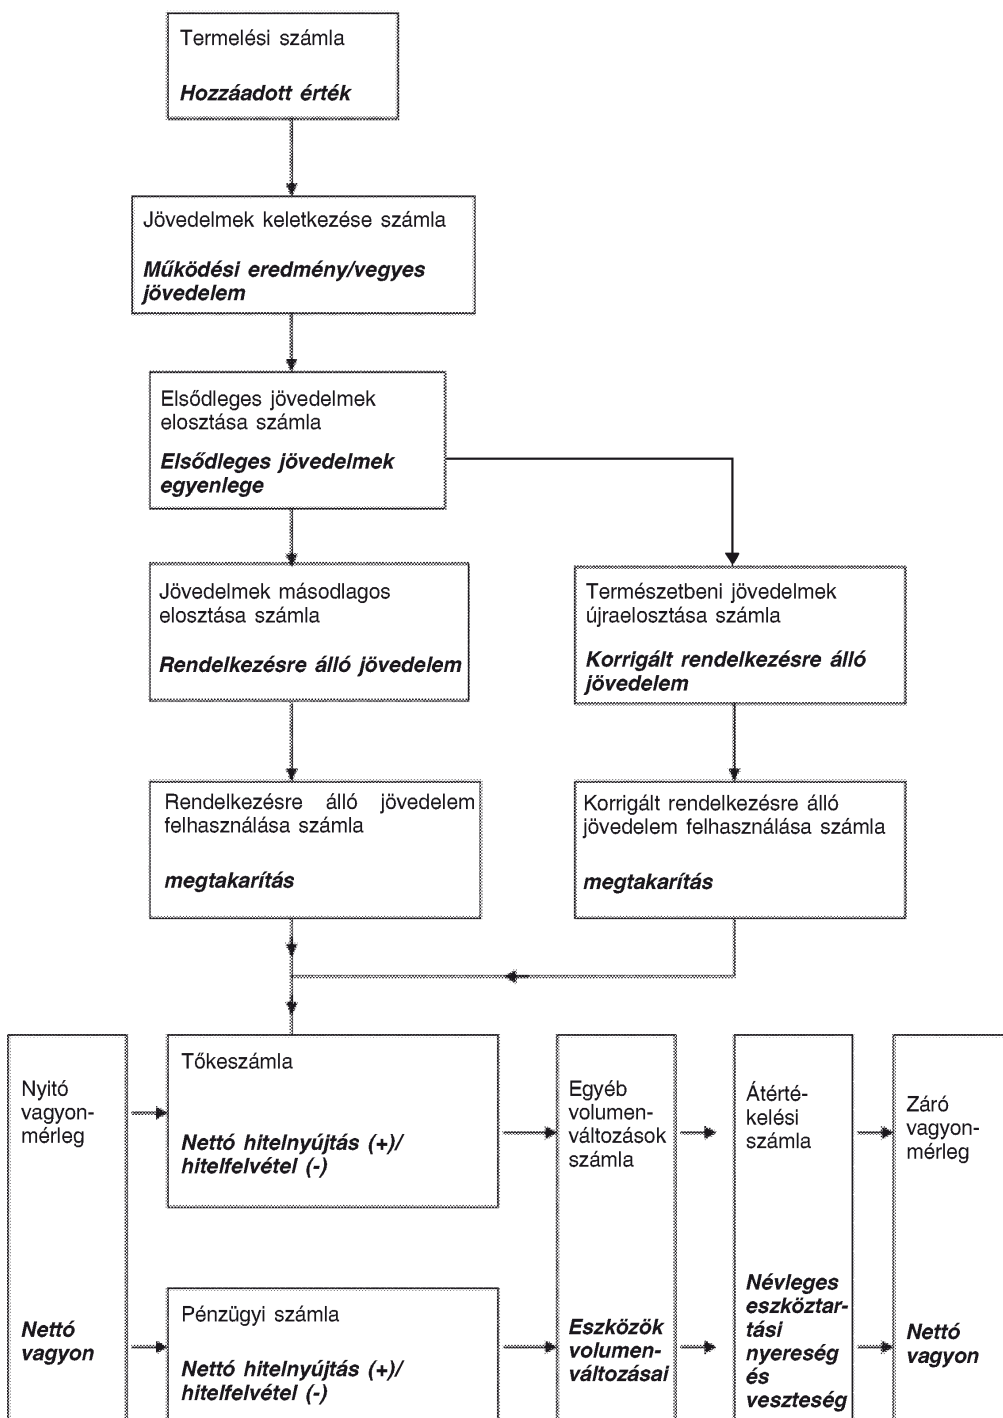 Termelési számla
Hozzáadott érték
Jövedelmek keletkezése számla
Működési eredmény/vegyes
jövedelem
Elsődleges jövedelmek
elosztása számla
Elsődleges jövedelmek
egyenlege
Jövedelmek másodlagos
elosztása számla
Rendelkezésre álló jövedelem
Természetbeni jövedelmek
újraelosztása számla
Korrigált rendelkezésre álló
jövedelem
Rendelkezésre álló jövedelem
felhasználása számla
megtakarítás
Korrigált rendelkezésre álló
jövedelem felhasználása számla
megtakarítás
Nyitó
vagyon-
mérleg
Nettó
vagyon
Tőkeszámla
Nettó hitelnyújtás (+)/
hitelfelvétel (-)
Pénzügyi számla
Nettó hitelnyújtás (+)/
hitelfelvétel (-)
Egyéb
volumen-
változások
számla
Eszközök
volumen-
változásai
Átérté-
kelési
számla
Névleges
eszköztar-
tási
nyereség
és
veszteség
Záró
vagyon-
mérleg
Nettó
vagyon